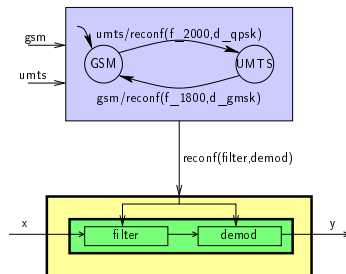 gsm
umts/reconf(f_2000,d_qpsk)
GSM
UMTS
umts
gsm/reconf(f_1800,d_gmsk)
reconf(filter,demod)
x
filter
demod
y